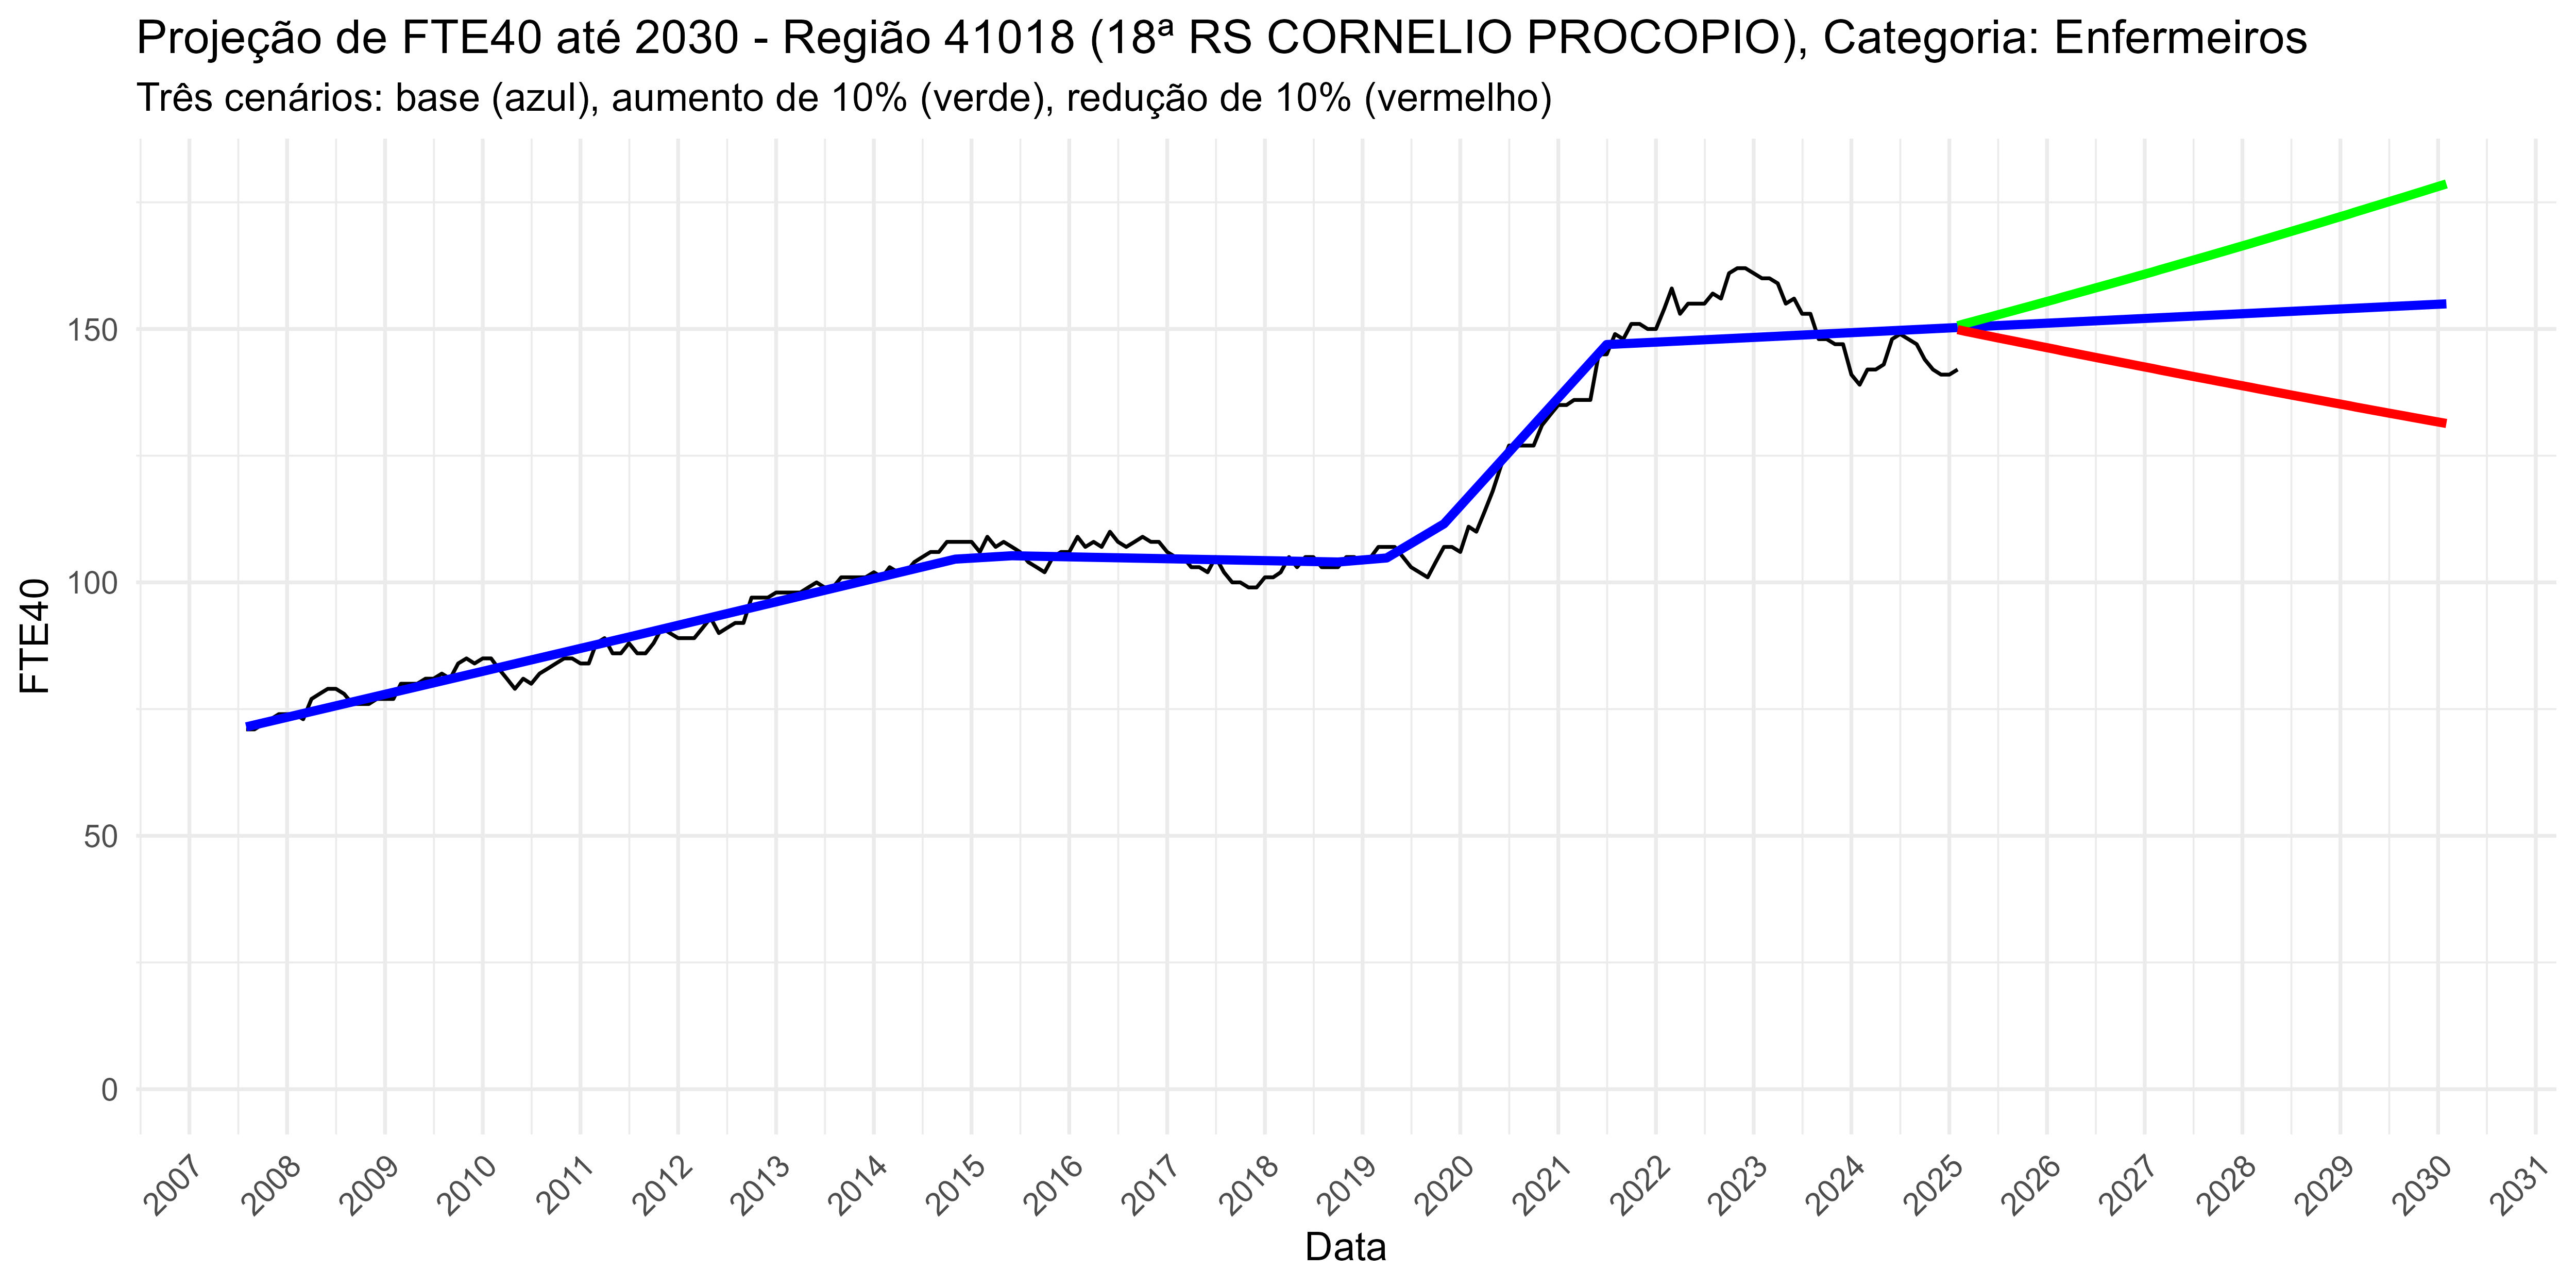 Projeção de FTE40 até 2030 - Região 41018 (18ª RS CORNELIO PROCOPIO), Categoria: Enfermeiros
Três cenários: base (azul), aumento de 10% (verde), redução de 10% (vermelho)
150
100
50
0
FTE40
2007 2008 2009 2010 2011 2012 2013 2014 2015 2016 2017 2018 2019 2020 2021 2022 2023 2024 2025 2026 2027 2028 2029 2030 2031
Data